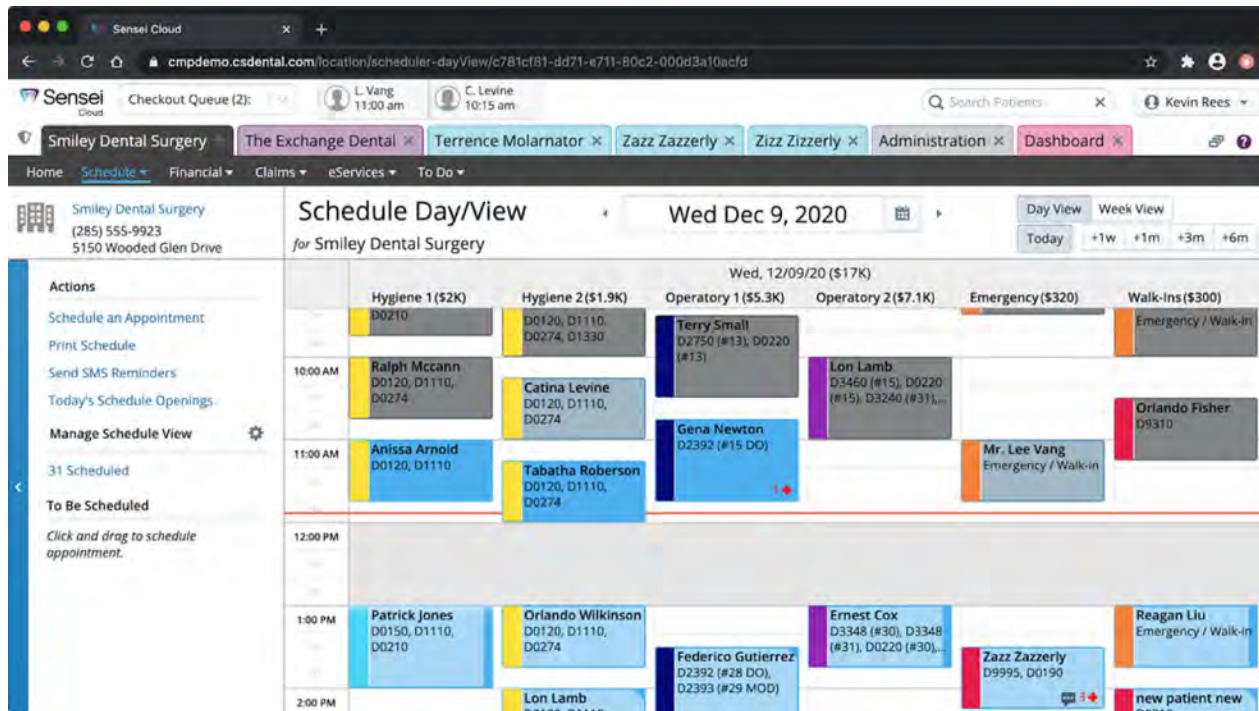 Sensei Cloud
cmpdemo.csdental.com/location/scheduler-dayView/c781cf81-dd71-e711-80c2-000d3a10acfd
Sensei
Cloud
Checkout Queue (2):
L. Vang
11:00 am
C. Levine
10:15 am
Search Patients
Kevin Rees
Smiley Dental Surgery
The Exchange Dental
Terrence Molarnator
Zazz Zazzerly
Zizz Zizzerly
Administration
Dashboard
Home Schedule Financial Claims eServices To Do
Smiley Dental Surgery
(285) 555-9923
5150 Wooded Glen Drive
Schedule Day/View
for Smiley Dental Surgery
Wed Dec 9, 2020
Day View Week View
Today +1w +1m +3m +6m
Actions
Schedule an Appointment
Print Schedule
Send SMS Reminders
Today's Schedule Openings
Manage Schedule View
31 Scheduled
To Be Scheduled
Click and drag to schedule
appointment.
Wed, 12/09/20 ($17K)
Hygiene 1 ($2K)
Hygiene 2 ($1.9K)
Operatory 1 ($5.3K)
Operatory 2 ($7.1K)
Emergency ($320)
Walk-Ins ($300)
D0210
D0120, D1110,
D0274, D1330
Terry Small
D2750 (#13), D0220
(#13)
Emergency / Walk-in
10:00 AM
Ralph Mccann
D0120, D1110,
D0274
Catina Levine
D0120, D1110,
D0274
Lon Lamb
D3460 (#15), D0220
(#15), D3240 (#31),...
Orlando Fisher
D9310
Gena Newton
D2392 (#15 DO)
1
11:00 AM
Anissa Arnold
D0120, D1110
Tabatha Roberson
D0120, D1110,
D0274
Mr. Lee Vang
Emergency / Walk-in
12:00 PM
1:00 PM
Patrick Jones
D0150, D1110,
D0210
Orlando Wilkinson
D0120, D1110,
D0274
Federico Gutierrez
D2392 (#28 DO),
D2393 (#29 MOD)
Ernest Cox
D3348 (#30), D3348
(#31), D0220 (#30),...
Zazz Zazzerly
D9995, D0190
3
Reagan Liu
Emergency / Walk-in
2:00 PM
Lon Lamb
new patient new